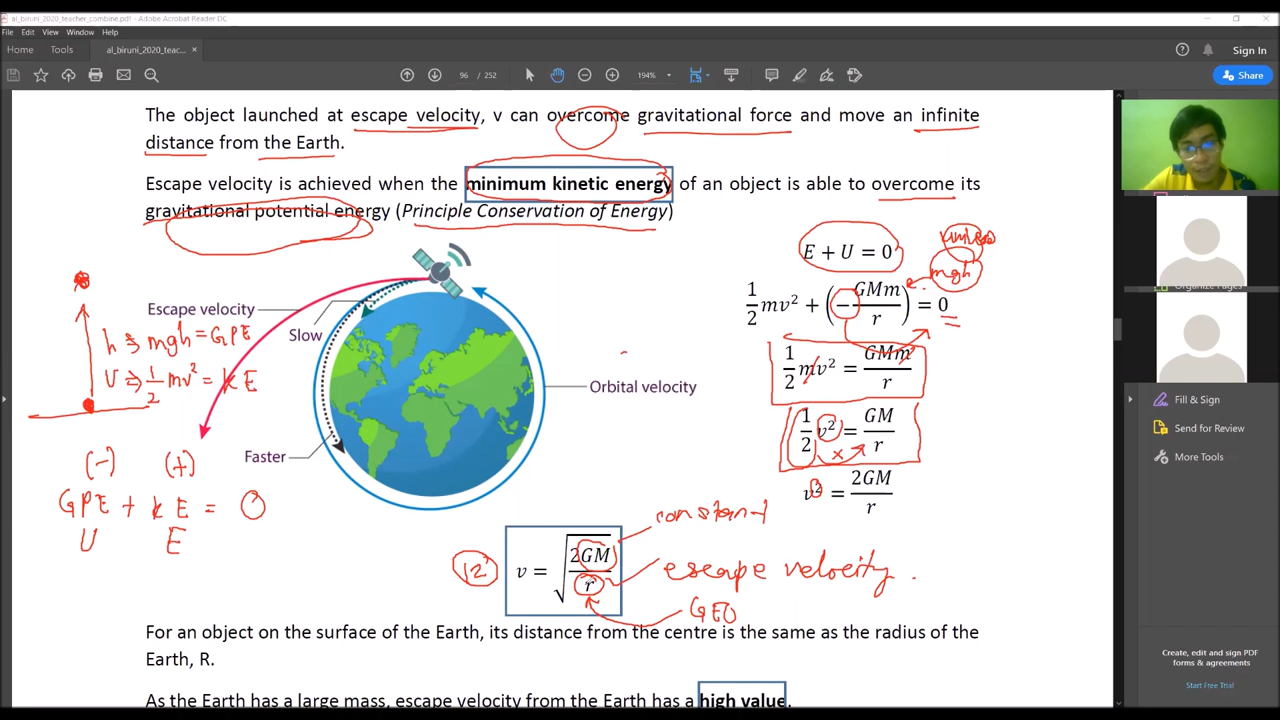 al_biruni_2020_teacher_combine.pdf - Adobe Acrobat Reader DC
File Edit View Window Help
Home Tools al_biruni_2020_teac... × Sign In
96 / 252 194% Share
The object launched at escape velocity, v can overcome gravitational force and move an infinite
distance from the Earth.
Escape velocity is achieved when the minimum kinetic energy of an object is able to overcome its
gravitational potential energy (Principle Conservation of Energy)
E + U = 0
mgh
1/2 mv² + (− GMm/r) = 0
1/2 mv² = GMm/r
1/2 v² = GM/r
×
v² = 2GM/r
Escape velocity
Slow
Orbital velocity
Faster
h ⇒ mgh = GPE
v ⇒ 1/2 mv² = kE
(−) (+)
GPE + kE = 0
U E
constant
12
v = √(2GM/r)
escape velocity.
GEO
For an object on the surface of the Earth, its distance from the centre is the same as the radius of the
Earth, R.
As the Earth has a large mass, escape velocity from the Earth has a high value.
Organize Pages
Fill & Sign
Send for Review
More Tools
Create, edit and sign PDF
forms & agreements
Start Free Trial